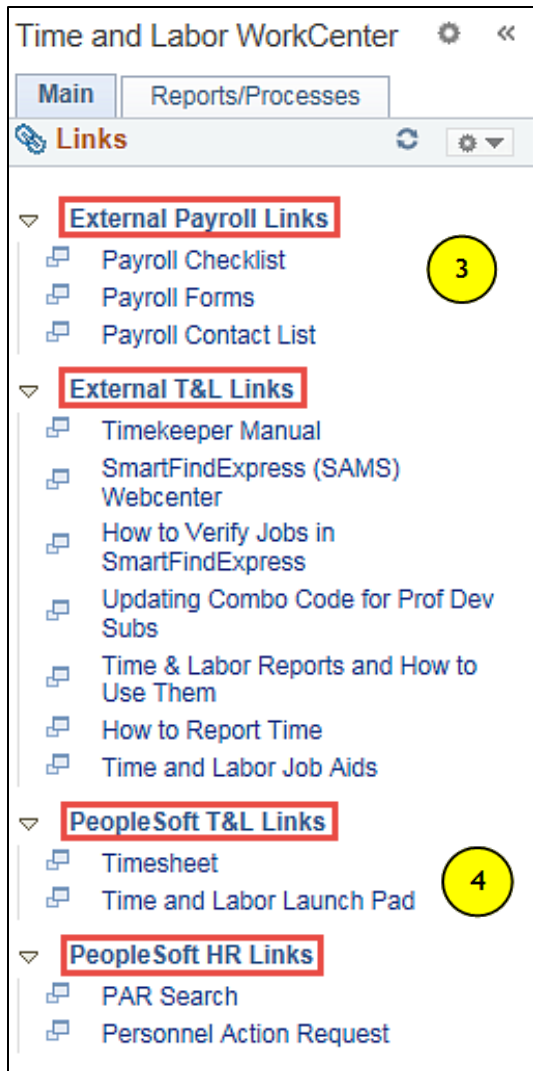 Time and Labor WorkCenter
Main Reports/Processes
Links
External Payroll Links
Payroll Checklist
3
Payroll Forms
Payroll Contact List
External T&L Links
Timekeeper Manual
SmartFindExpress (SAMS)
Webcenter
How to Verify Jobs in
SmartFindExpress
Updating Combo Code for Prof Dev
Subs
Time & Labor Reports and How to
Use Them
How to Report Time
Time and Labor Job Aids
PeopleSoft T&L Links
Timesheet
4
Time and Labor Launch Pad
PeopleSoft HR Links
PAR Search
Personnel Action Request